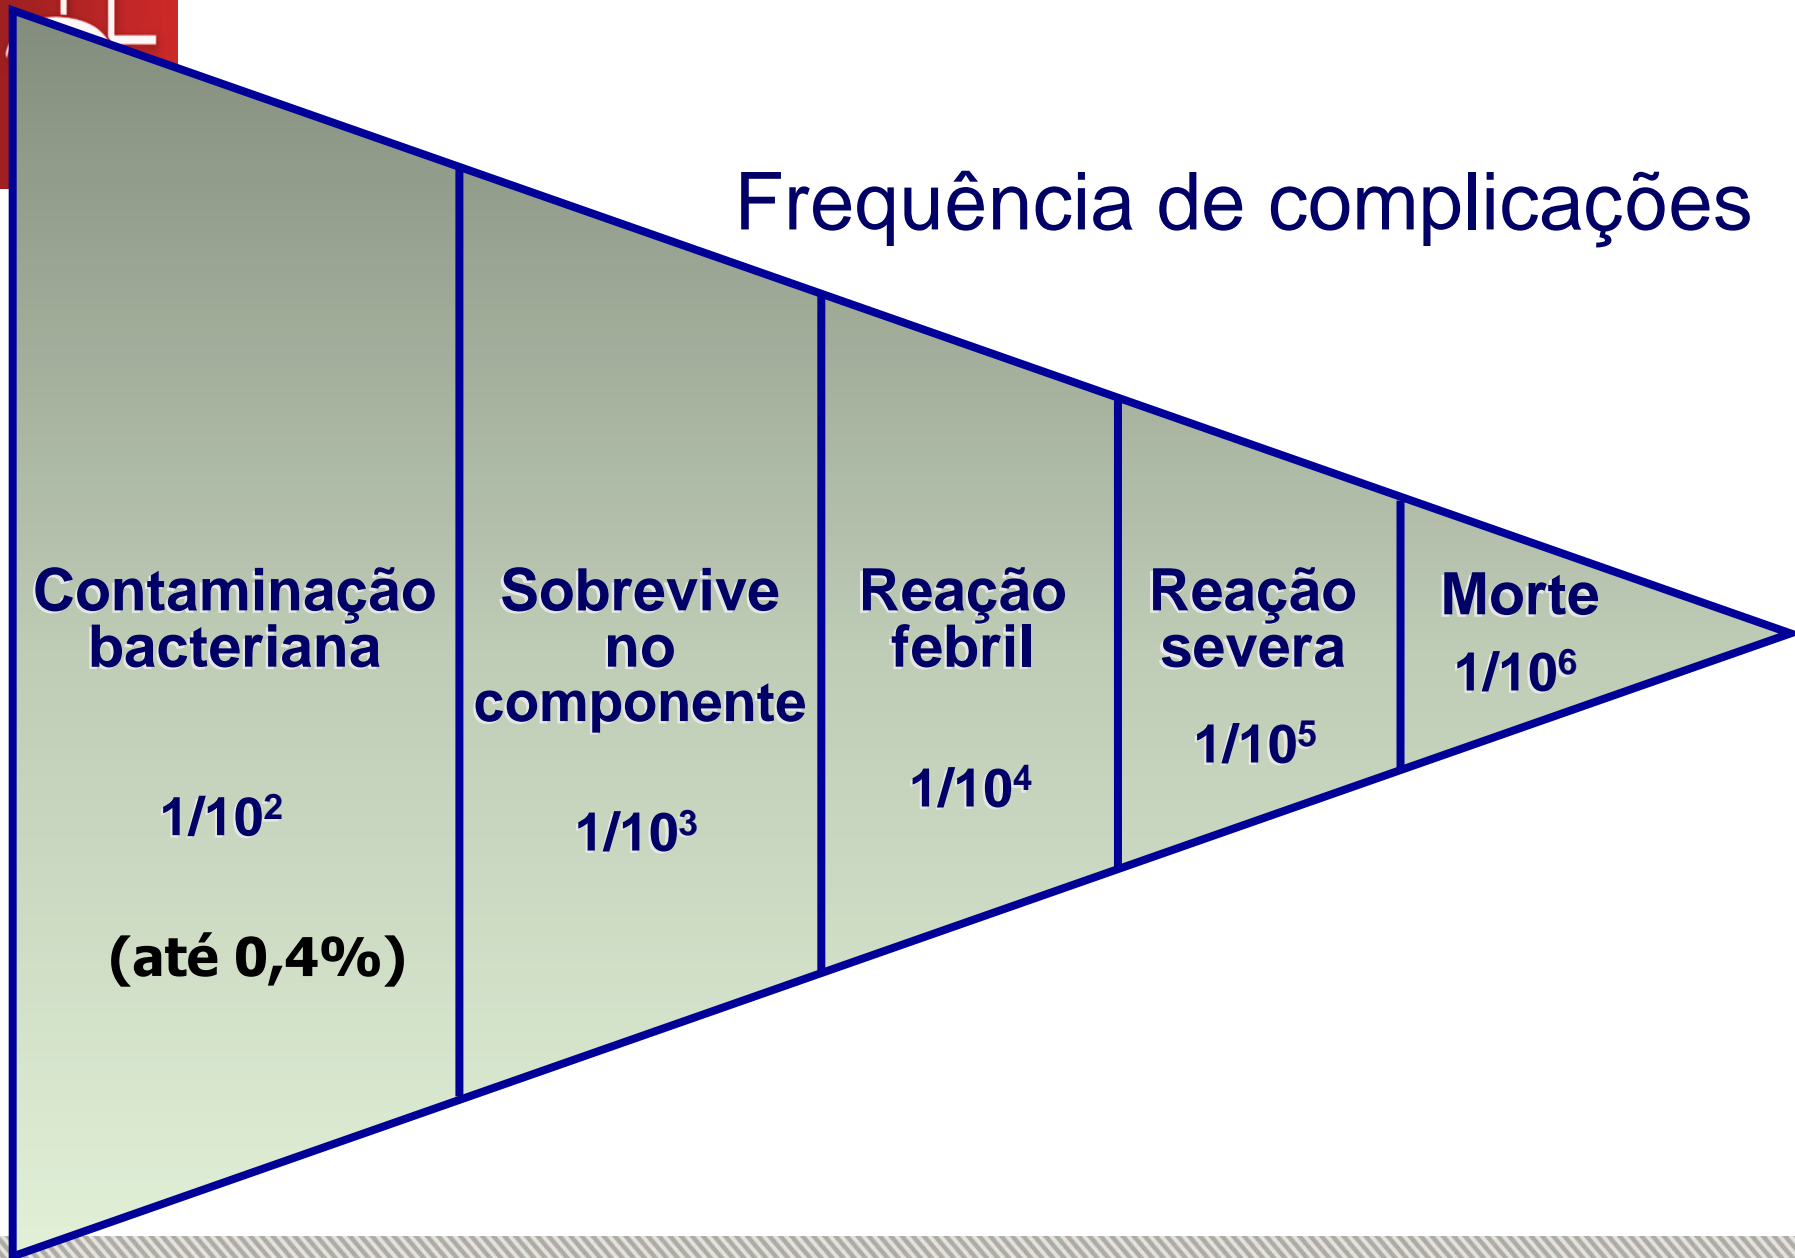 Frequência de complicações
Contaminação
bacteriana
1/10²
(até 0,4%)
Sobrevive
no
componente
1/10³
Reação
febril
1/10⁴
Reação
severa
1/10⁵
Morte
1/10⁶